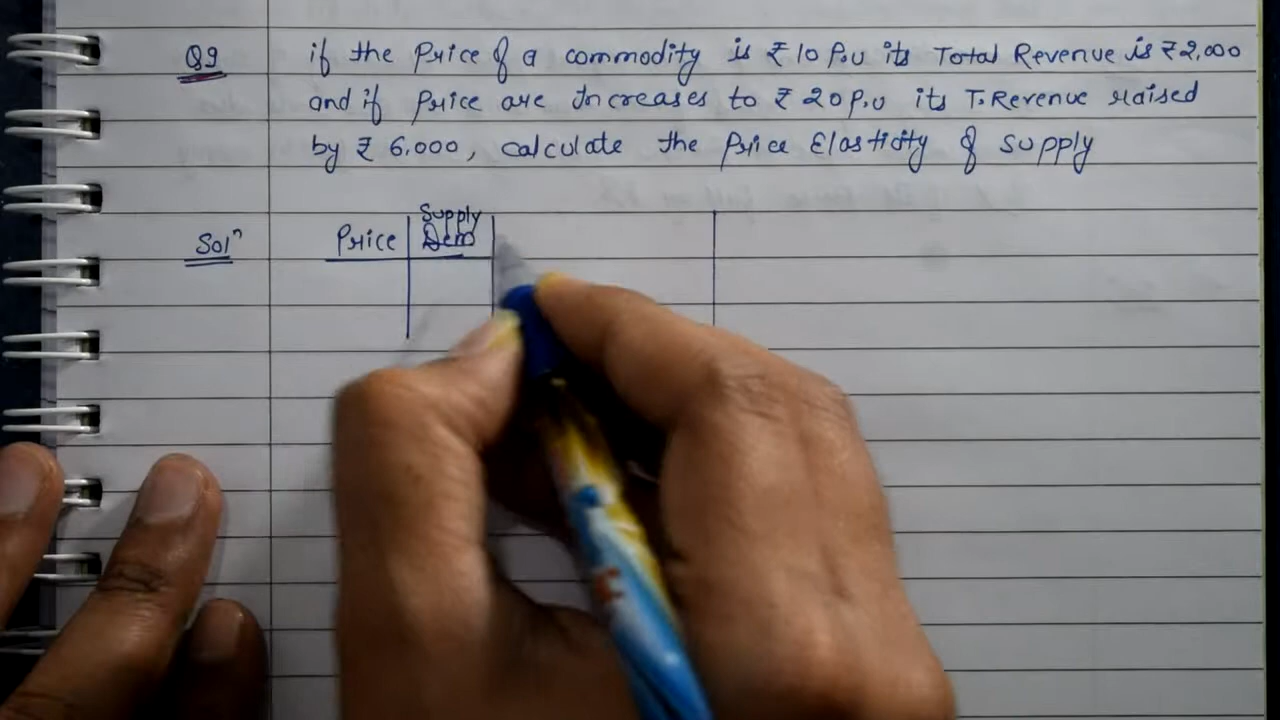 Q9 if the Price of a commodity is ₹10 P.U its Total Revenue is ₹2,000
and if Price are Increases to ₹20 P.U its T.Revenue raised
by ₹6,000, calculate the Price Elasticity of Supply
Solⁿ Price Supply